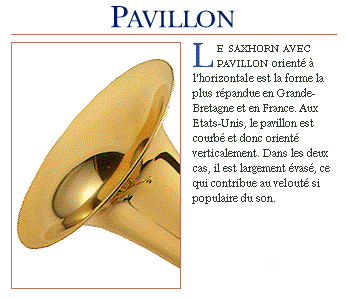 PAVILLON
LE SAXHORN AVEC
PAVILLON orienté à
l'horizontale est la forme la
plus répandue en Grande-
Bretagne et en France. Aux
Etats-Unis, le pavillon est
courbé et donc orienté
verticalement. Dans les deux
cas, il est largement évasé, ce
qui contribue au velouté si
populaire du son.